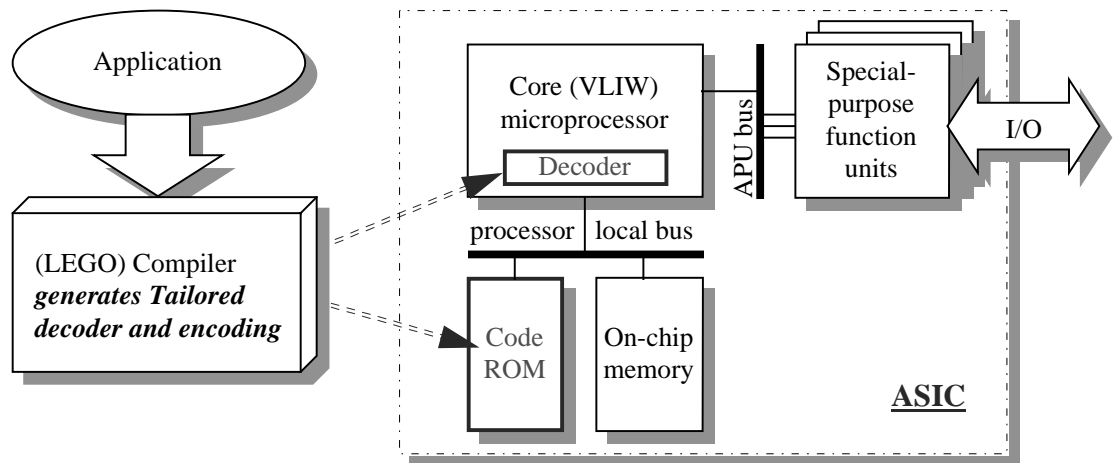 Application
(LEGO) Compiler
generates Tailored
decoder and encoding
Core (VLIW)
microprocessor
Decoder
APU bus
Special-
purpose
function
units
I/O
processor local bus
Code
ROM
On-chip
memory
ASIC